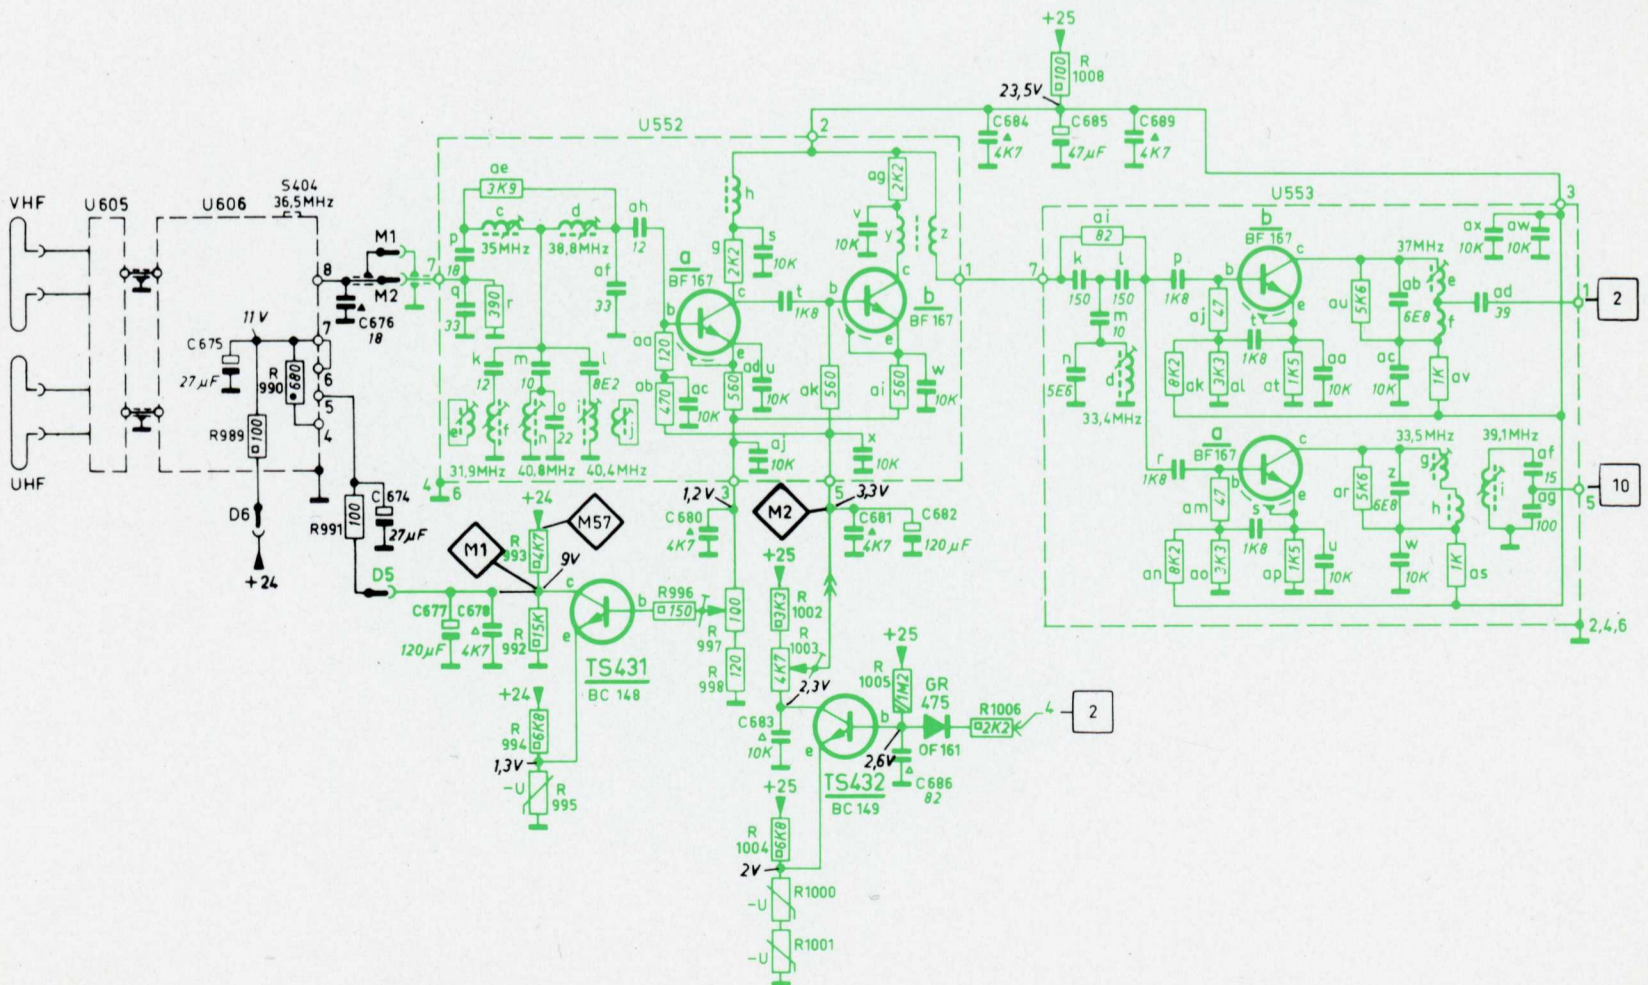 +25
100
R
1008
23,5V
C684
4K7
C685
47µF
C689
4K7
VHF
UHF
U605
U606
S404
36,5MHz
M1
M2
8
7
6
5
4
11V
C675
27µF
R
990
680
C676
18
R989
100
D6
+24
R991
100
C674
27µF
D5
U552
2
7
ae
3K9
c
35MHz
d
38,8MHz
ah
12
p
18
q
33
r
390
af
33
k
12
m
10
l
8E2
e
f
n
o
22
j
31,9MHz
40,8MHz
40,4MHz
4
6
h
g
2K2
s
10K
a
BF167
b
c
e
t
1K8
aa
120
ab
470
ac
10K
560
ad
u
10K
ak
560
ag
2K2
v
10K
y
z
b
BF167
b
c
e
ai
560
w
10K
aj
10K
x
10K
3
5
1
U553
3
7
ai
82
k
150
l
150
m
10
n
5E6
d
33,4MHz
p
1K8
b
BF 167
b
c
e
aj
47
t
1K8
ak
8K2
al
3K3
at
1K5
aa
10K
au
5K6
ab
6E8
37MHz
e
f
ac
10K
av
1K
ad
39
ax
10K
aw
10K
1
2
a
BF167
b
c
e
r
1K8
am
47
s
1K8
an
8K2
ao
3K3
ap
1K5
u
10K
ar
5K6
z
6E8
33,5MHz
g
h
w
10K
as
1K
39,1MHz
i
af
15
ag
100
5
10
2,4,6
+24
M57
M1
R
993
4K7
9V
C677
120µF
C678
4K7
R
992
15K
b
c
e
TS431
BC 148
R996
150
1,2V
C680
4K7
R
997
100
R
998
120
+24
R
994
6K8
1,3V
-U
R
995
M2
3,3V
C681
4K7
C682
120µF
+25
R
1002
3K3
R
1003
4K7
2,3V
C683
10K
b
e
TS432
BC 149
+25
R
1005
1M2
GR
475
OF161
2,6V
C686
82
R1006
2K2
4
2
+25
R
1004
6K8
2V
-U
R1000
-U
R1001